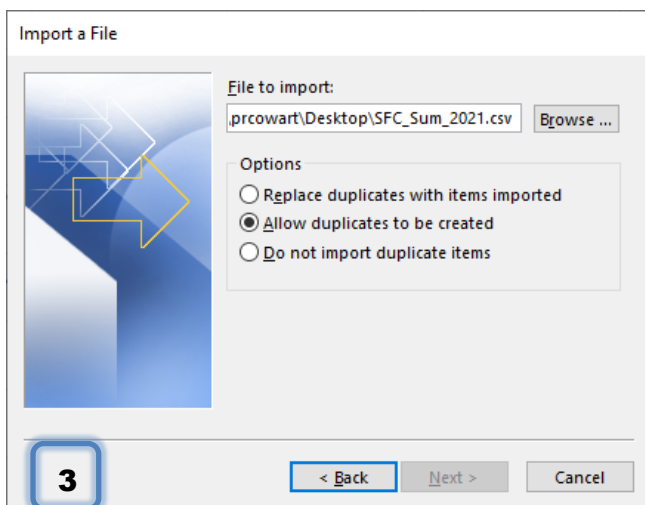 Import a File
File to import:
.prcowart\Desktop\SFC_Sum_2021.csv
Browse ...
Options
Replace duplicates with items imported
Allow duplicates to be created
Do not import duplicate items
3
< Back
Next >
Cancel